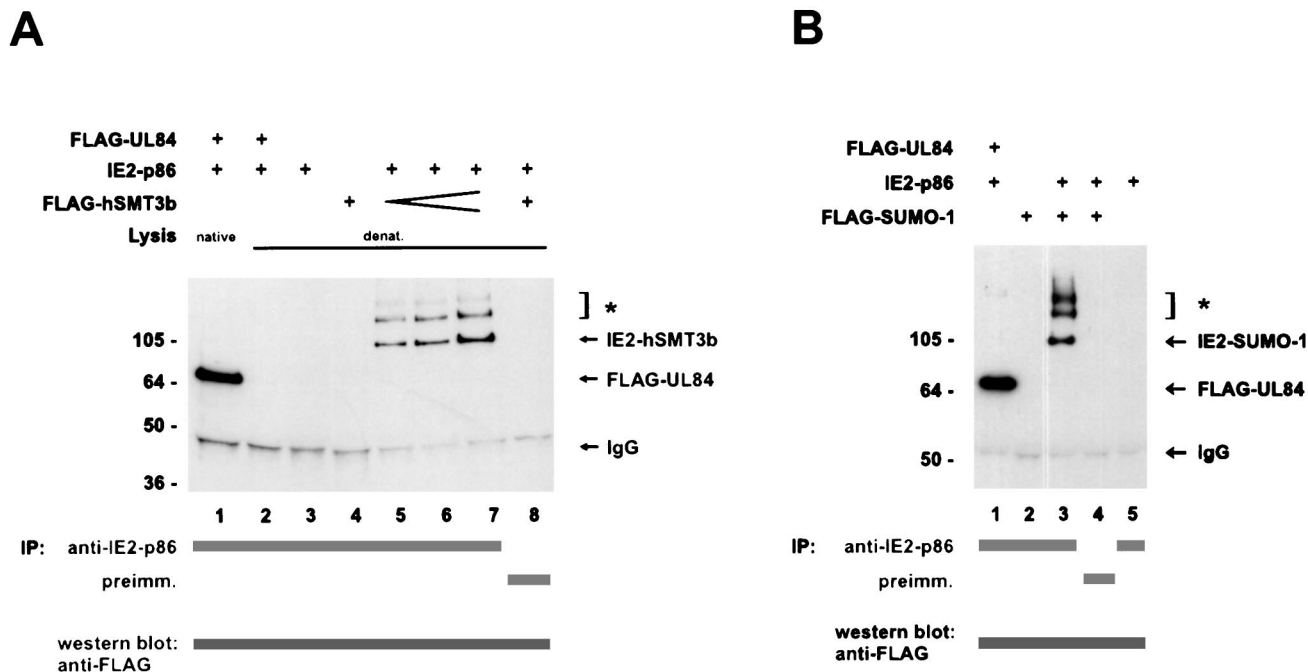 A
FLAG-UL84 + +
IE2-p86 + + + + + + +
FLAG-hSMT3b + +
Lysis native denat.
105 -
64 -
50 -
36 -
] *
← IE2-hSMT3b
← FLAG-UL84
← IgG
1 2 3 4 5 6 7 8
IP: anti-IE2-p86
preimm.
western blot:
anti-FLAG
B
FLAG-UL84 +
IE2-p86 + + + +
FLAG-SUMO-1 + + +
105 -
64 -
50 -
] *
← IE2-SUMO-1
← FLAG-UL84
← IgG
1 2 3 4 5
IP: anti-IE2-p86
preimm.
western blot:
anti-FLAG